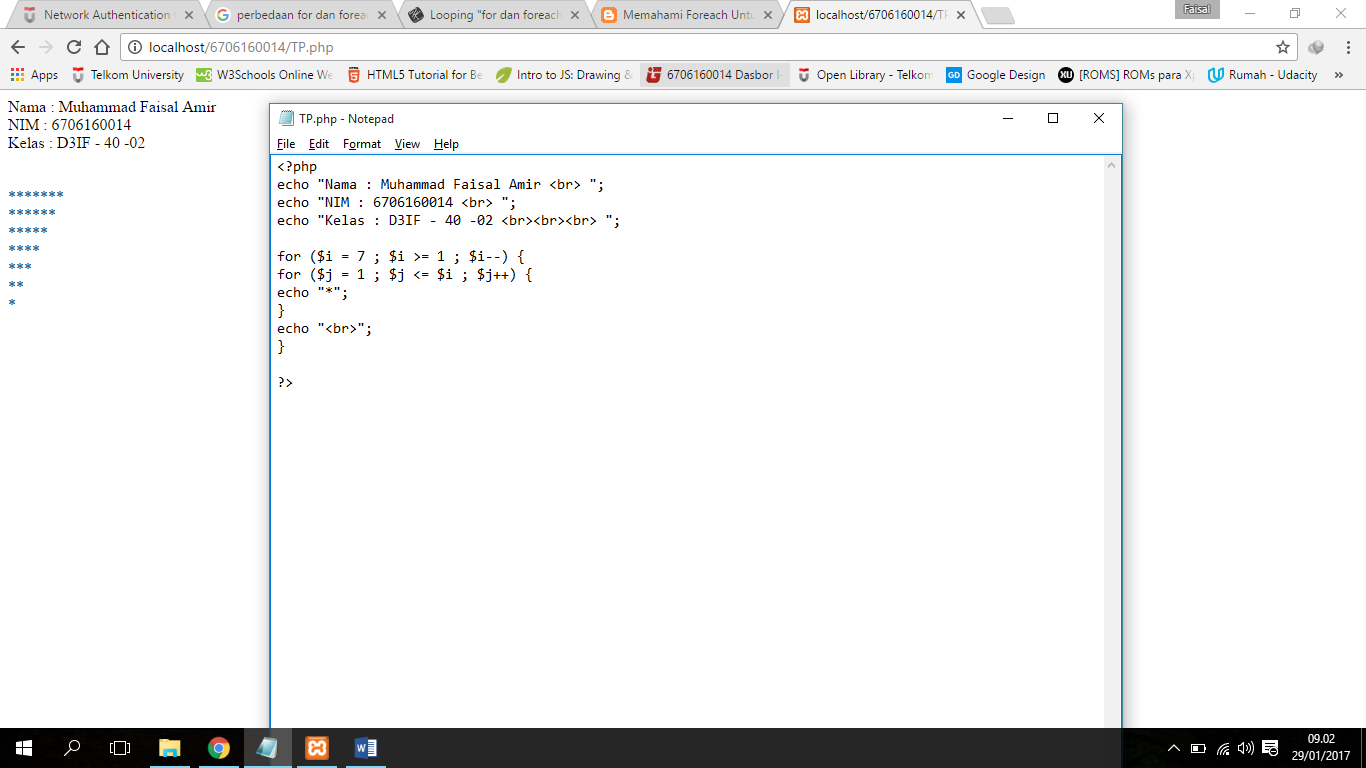 Network Authentication
perbedaan for dan forea
Looping "for dan foreach
Memahami Foreach Untu
localhost/6706160014/TP
Faisal
localhost/6706160014/TP.php
Apps
Telkom University
W3Schools Online We
HTML5 Tutorial for Be
Intro to JS: Drawing &
6706160014 Dasbor I-
Open Library - Telkom
Google Design
[ROMS] ROMs para Xp
Rumah - Udacity
»
Nama : Muhammad Faisal Amir
NIM : 6706160014
Kelas : D3IF - 40 -02
*******
******
*****
****
***
**
*
TP.php - Notepad
File Edit Format View Help
<?php
echo "Nama : Muhammad Faisal Amir <br> ";
echo "NIM : 6706160014 <br> ";
echo "Kelas : D3IF - 40 -02 <br><br><br> ";
for ($i = 7 ; $i >= 1 ; $i--) {
for ($j = 1 ; $j <= $i ; $j++) {
echo "*";
}
echo "<br>";
}
?>
09.02
29/01/2017